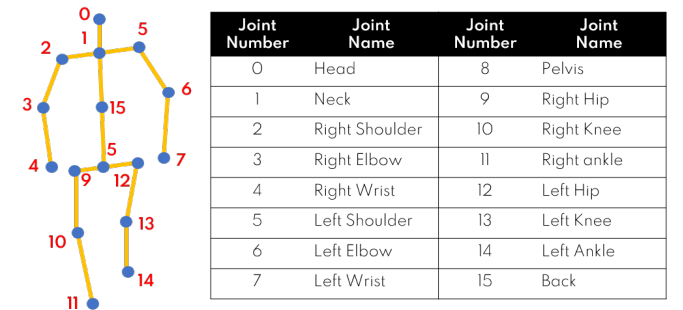 0
1
5
2
6
3
15
4
5
7
9
12
10
13
14
11
Joint Number Joint Name Joint Number Joint Name
0 Head 8 Pelvis
1 Neck 9 Right Hip
2 Right Shoulder 10 Right Knee
3 Right Elbow 11 Right ankle
4 Right Wrist 12 Left Hip
5 Left Shoulder 13 Left Knee
6 Left Elbow 14 Left Ankle
7 Left Wrist 15 Back